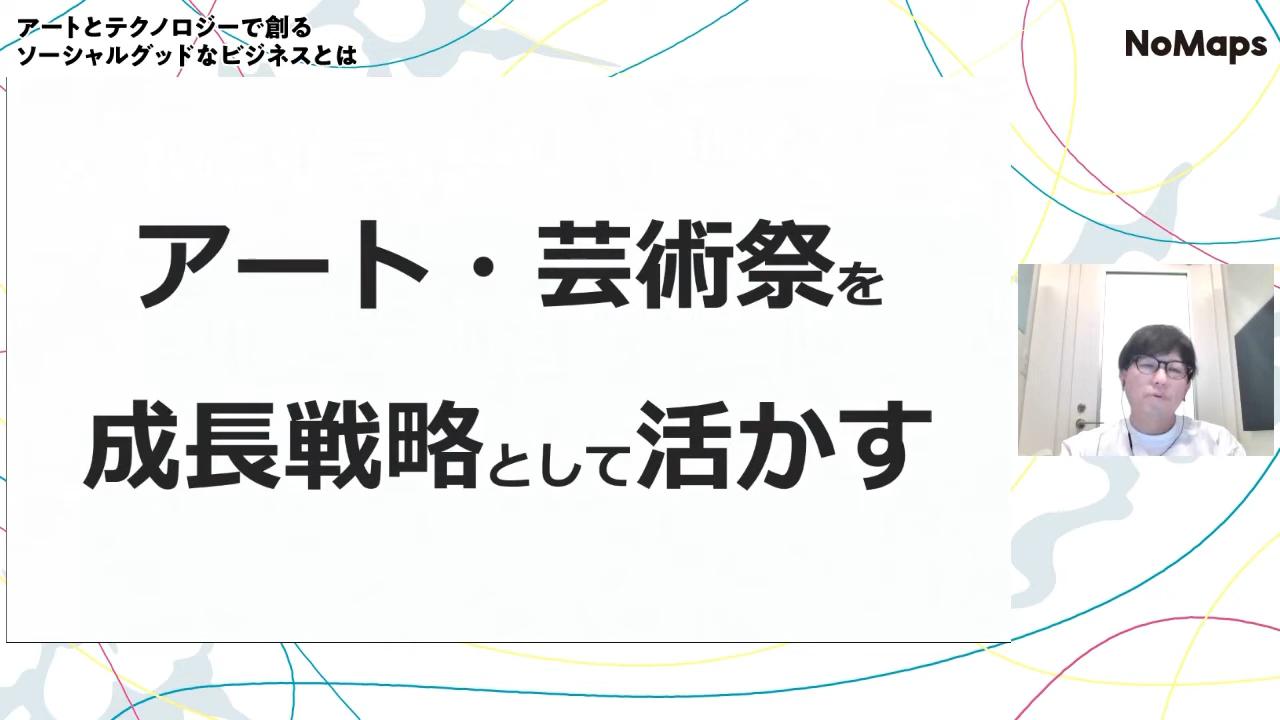 アートとテクノロジーで創る
ソーシャルグッドなビジネスとは
NoMaps
アート・芸術祭を
成長戦略として活かす